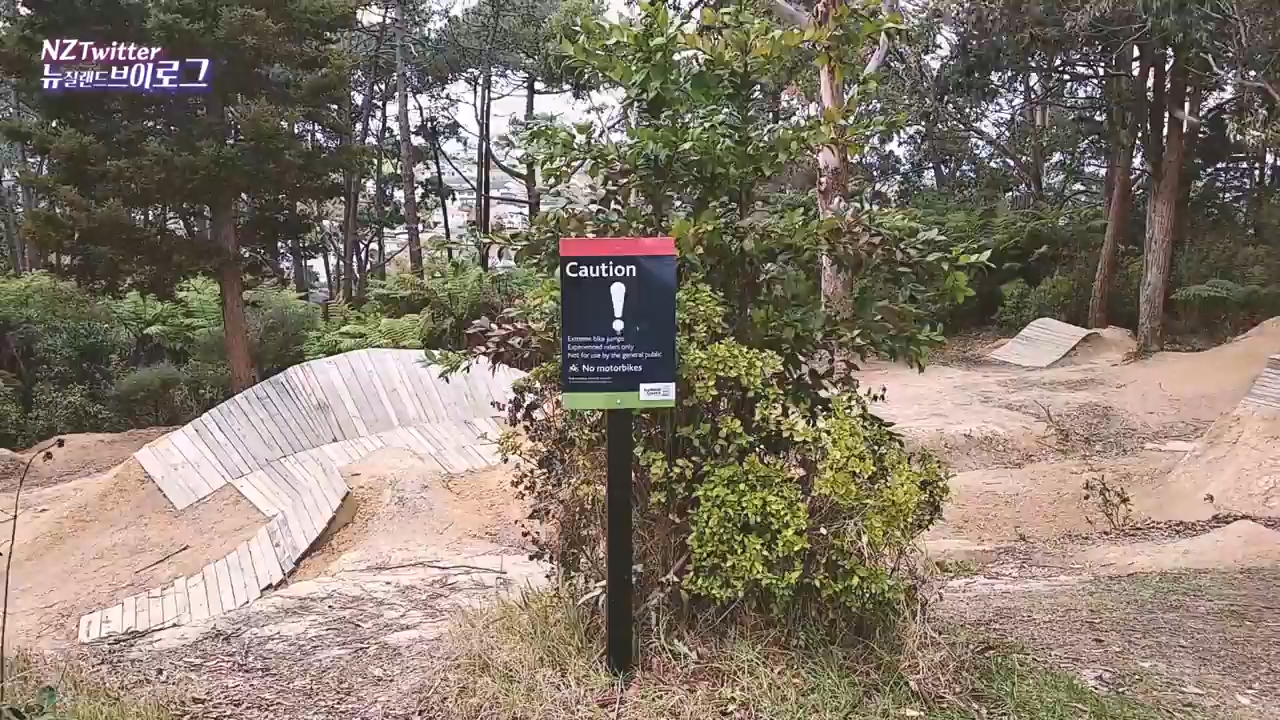 NZTwitter
뉴질랜드브이로그
Caution
!
Extreme bike jumps
Experienced riders only
Not for use by the general public
No motorbikes